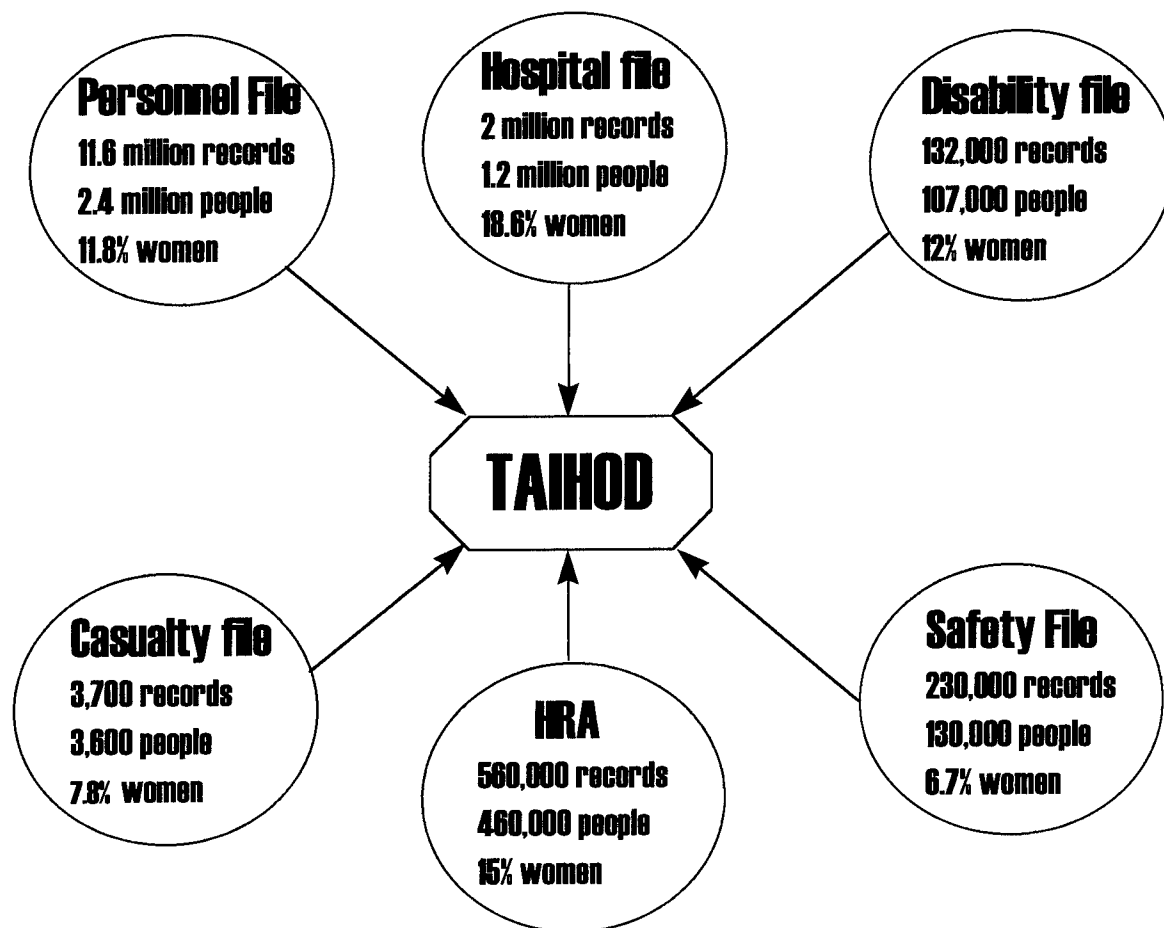 Personnel File
11.6 million records
2.4 million people
11.8% women
Hospital file
2 million records
1.2 million people
18.6% women
Disability file
132,000 records
107,000 people
12% women
TAIHOD
Casualty file
3,700 records
3,600 people
7.8% women
HRA
560,000 records
460,000 people
15% women
Safety File
230,000 records
130,000 people
6.7% women